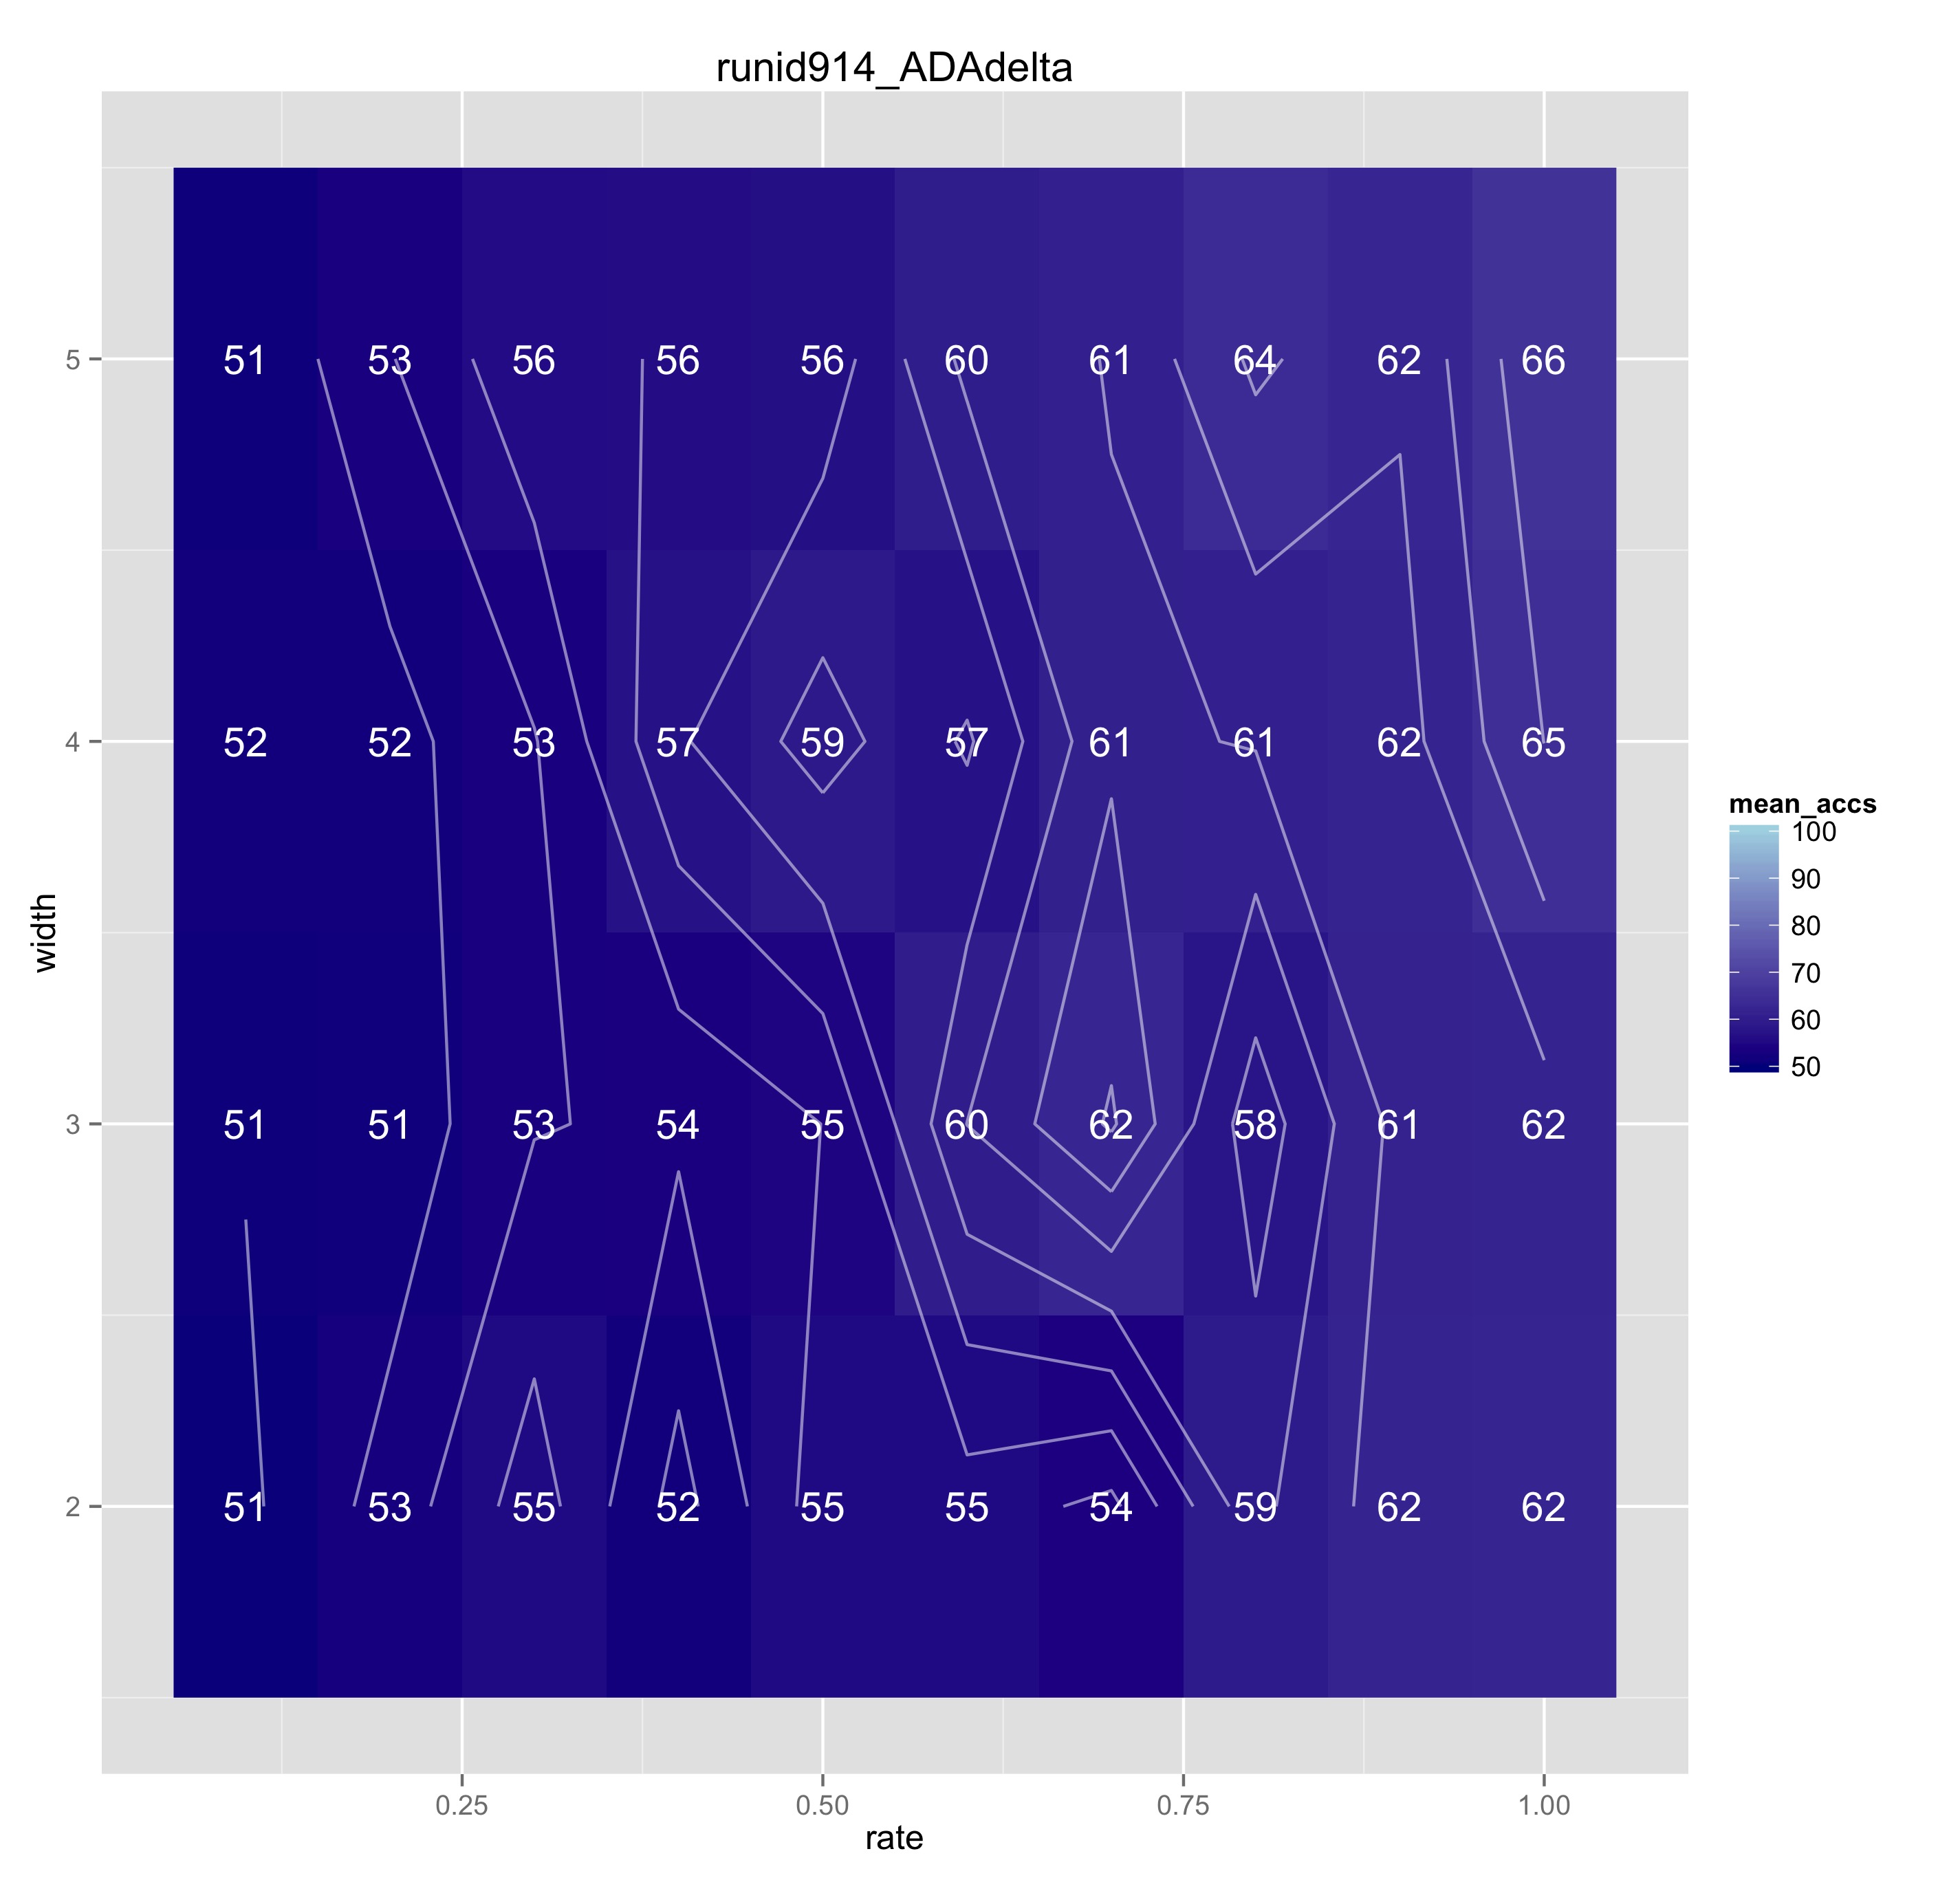 runid914_ADAdelta
5 51 53 56 56 56 60 61 64 62 66
4 52 52 53 57 59 57 61 61 62 65
3 51 51 53 54 55 60 62 58 61 62
2 51 53 55 52 55 55 54 59 62 62
0.25 0.50 0.75 1.00
rate
width
mean_accs
100
90
80
70
60
50